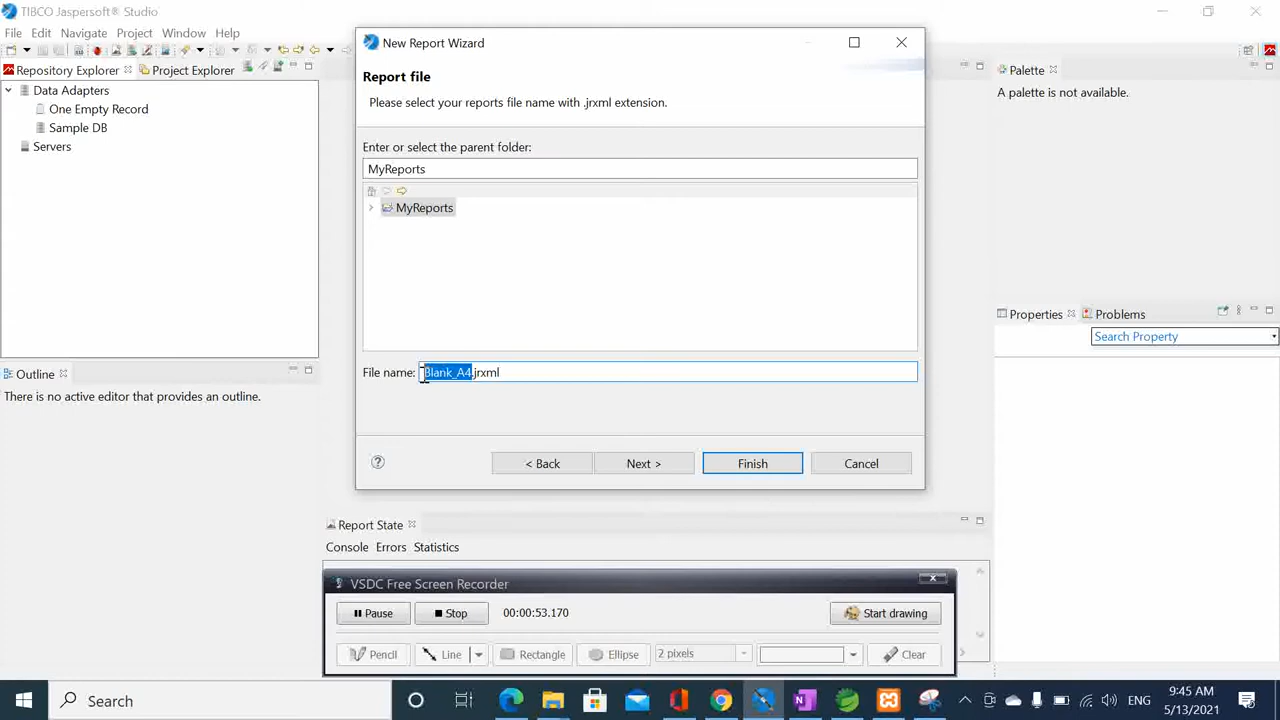 TIBCO Jaspersoft® Studio
File Edit Navigate Project Window Help
Repository Explorer Project Explorer
Data Adapters
One Empty Record
Sample DB
Servers
Outline
There is no active editor that provides an outline.
New Report Wizard
Report file
Please select your reports file name with .jrxml extension.
Enter or select the parent folder:
MyReports
MyReports
File name: Blank_A4.jrxml
< Back Next > Finish Cancel
Palette
A palette is not available.
Properties Problems
Search Property
Report State
Console Errors Statistics
VSDC Free Screen Recorder
Pause Stop 00:00:53.170 Start drawing
Pencil Line Rectangle Ellipse 2 pixels Clear
Search
ENG
9:45 AM
5/13/2021